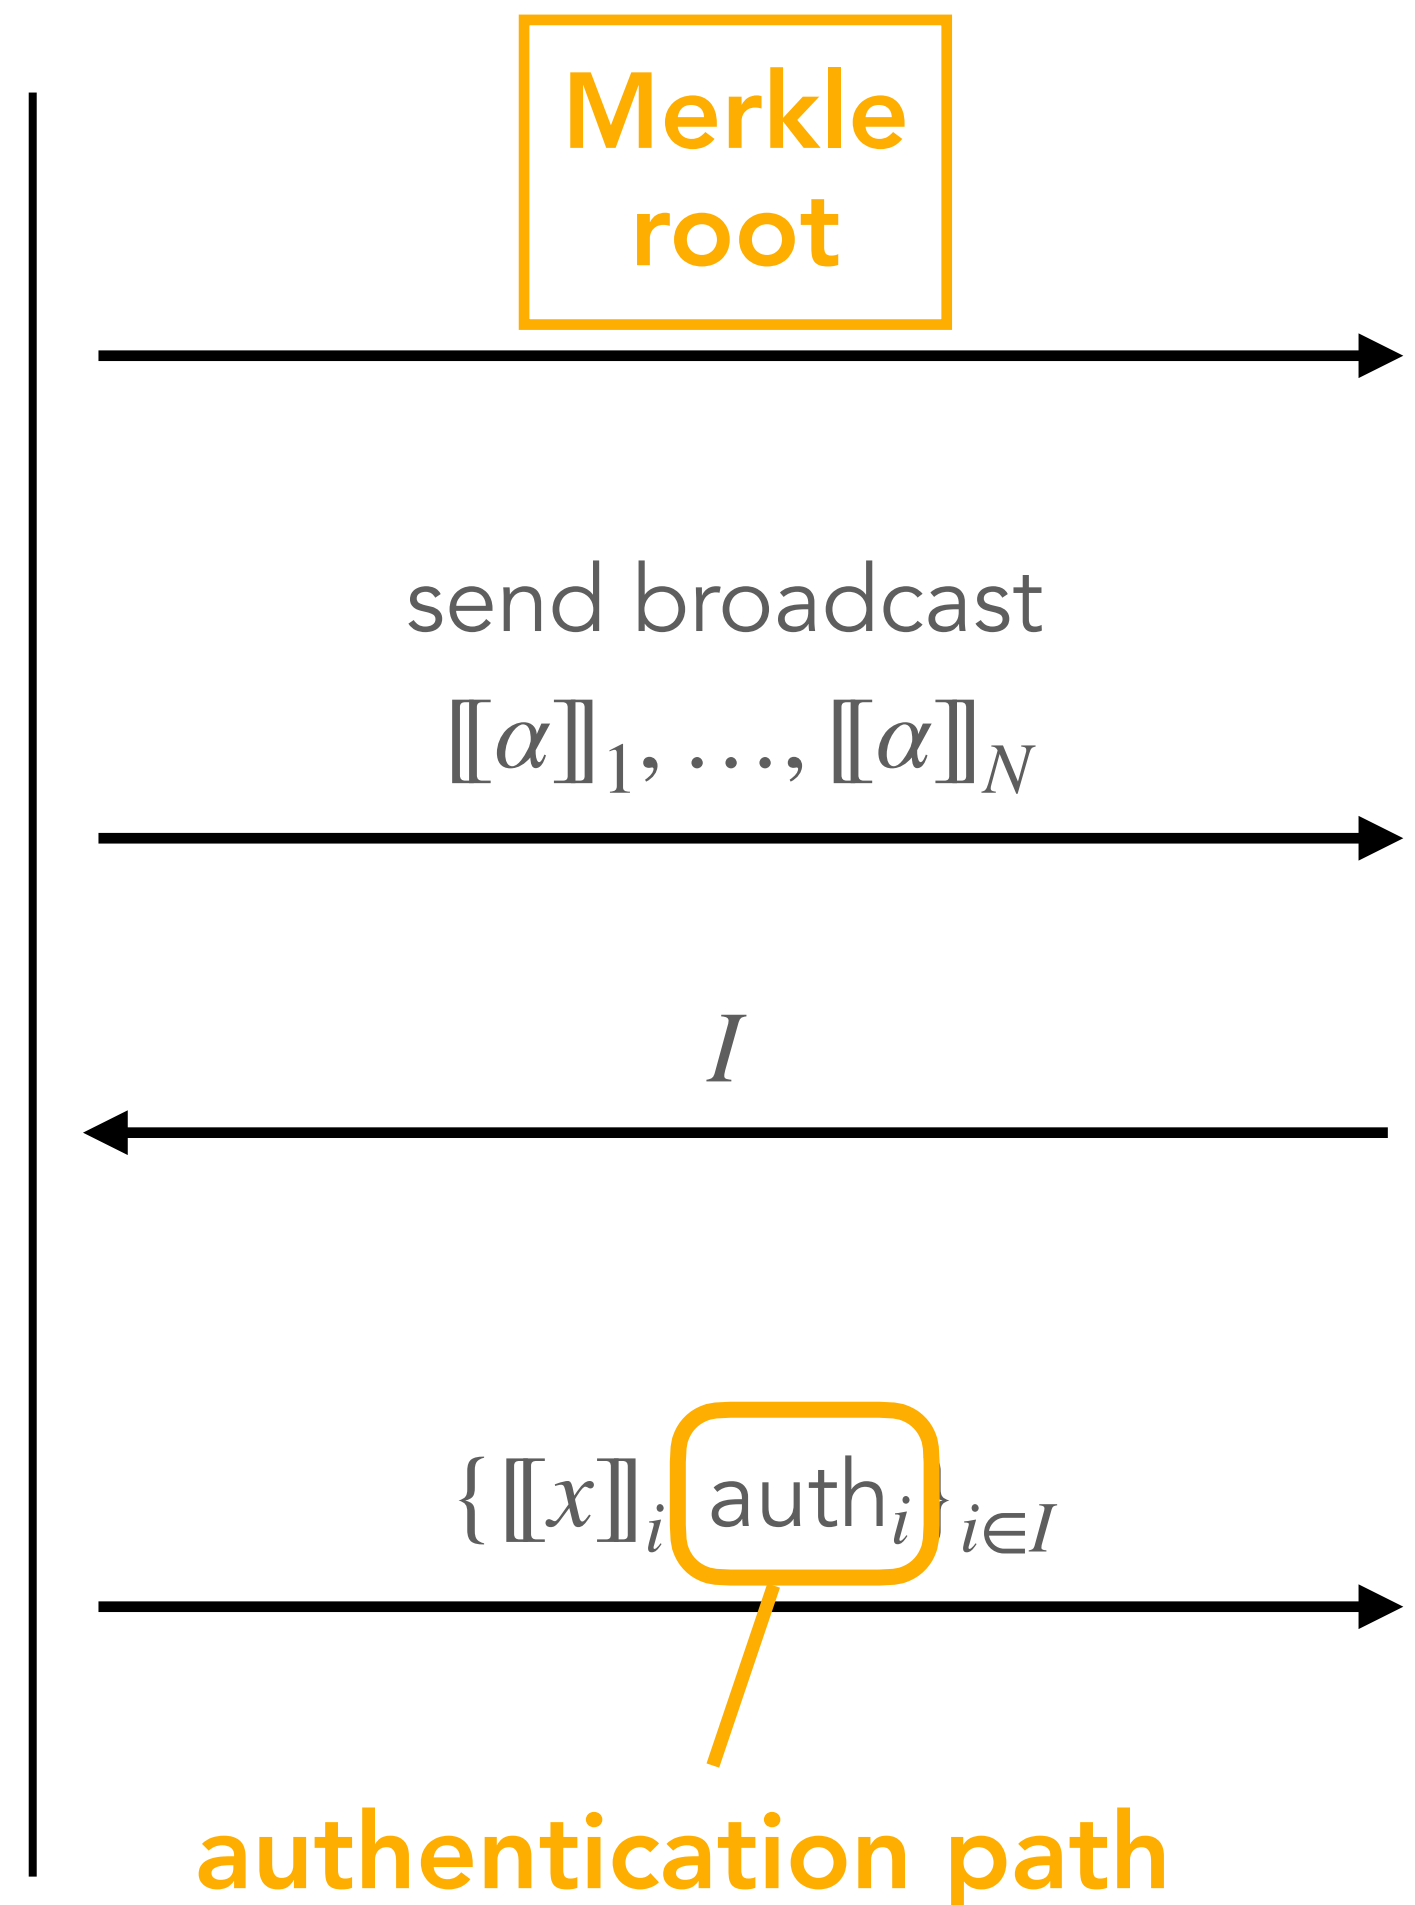 Merkle
root
send broadcast
⟦α⟧₁, …, ⟦α⟧_N
I
{⟦x⟧ᵢ authᵢ}_{i∈I}
authentication path